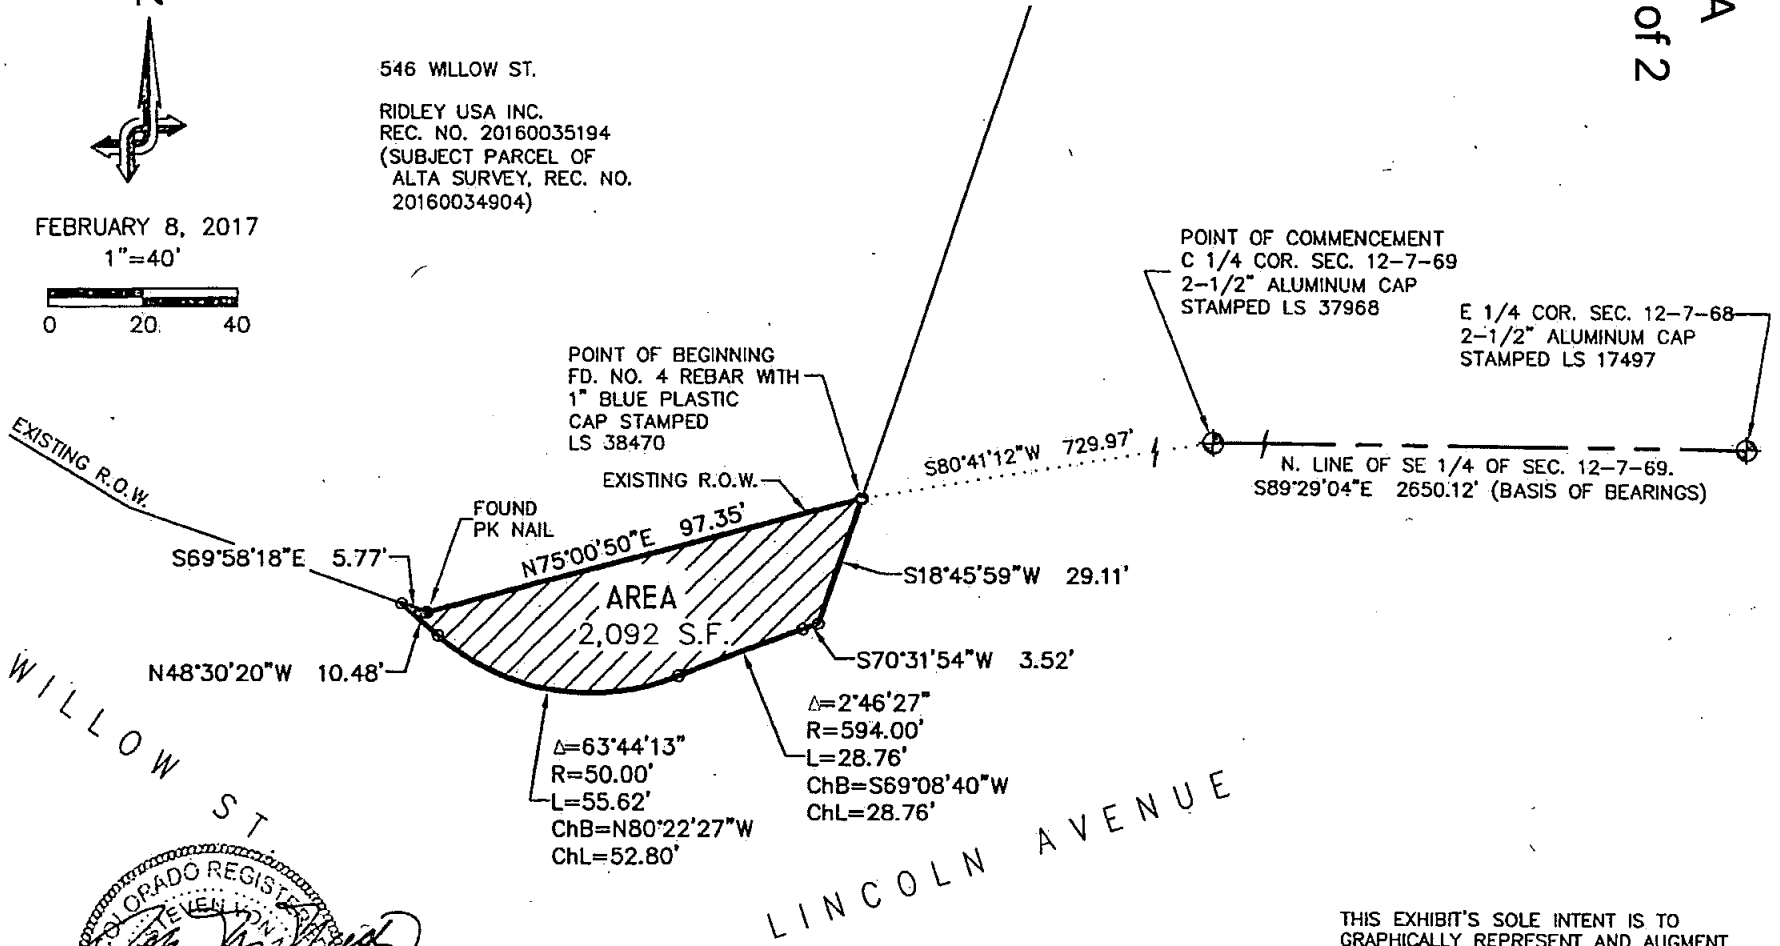 A
of 2
546 WILLOW ST.
RIDLEY USA INC.
REC. NO. 20160035194
(SUBJECT PARCEL OF
ALTA SURVEY, REC. NO.
20160034904)
FEBRUARY 8, 2017
1"=40'
0 20 40
POINT OF COMMENCEMENT
C 1/4 COR. SEC. 12-7-69
2-1/2" ALUMINUM CAP
STAMPED LS 37968
E 1/4 COR. SEC. 12-7-68
2-1/2" ALUMINUM CAP
STAMPED LS 17497
POINT OF BEGINNING
FD. NO. 4 REBAR WITH
1" BLUE PLASTIC
CAP STAMPED
LS 38470
EXISTING R.O.W.
EXISTING R.O.W.
S80°41'12"W 729.97'
N. LINE OF SE 1/4 OF SEC. 12-7-69.
S89°29'04"E 2650.12' (BASIS OF BEARINGS)
FOUND
PK NAIL
N75°00'50"E 97.35'
S69°58'18"E 5.77'
S18°45'59"W 29.11'
AREA
2,092 S.F.
N48°30'20"W 10.48'
S70°31'54"W 3.52'
Δ=2°46'27"
R=594.00'
L=28.76'
ChB=S69°08'40"W
ChL=28.76'
Δ=63°44'13"
R=50.00'
L=55.62'
ChB=N80°22'27"W
ChL=52.80'
WILLOW ST.
LINCOLN AVENUE
COLORADO REGISTERED
STEVEN
THIS EXHIBIT'S SOLE INTENT IS TO
GRAPHICALLY REPRESENT AND AUGMENT